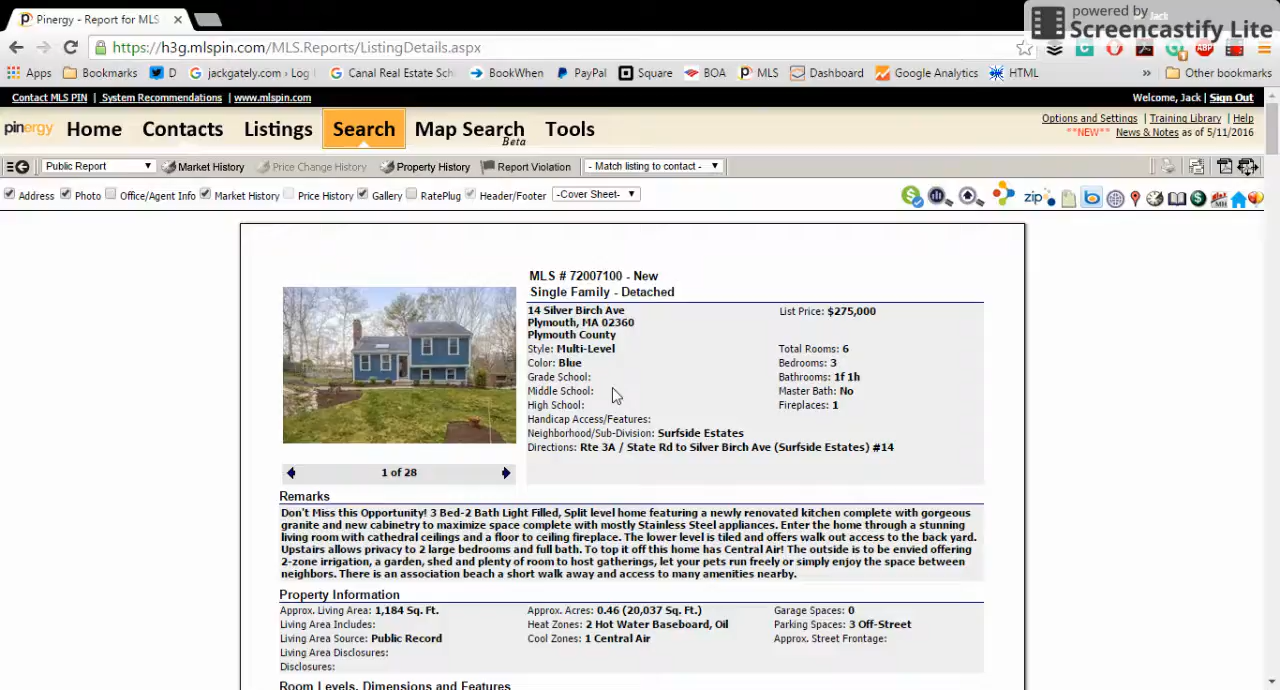 Pinergy - Report for MLS
powered by
Screencastify Lite
https://h3g.mlspin.com/MLS.Reports/ListingDetails.aspx
Apps Bookmarks D jackgately.com › Log Canal Real Estate Sch BookWhen PayPal Square BOA MLS Dashboard Google Analytics HTML » Other bookmarks
Contact MLS PIN | System Recommendations | www.mlspin.com Welcome, Jack | Sign Out
pinergy Home Contacts Listings Search Map Search Tools
Beta
Options and Settings | Training Library | Help
**NEW** News & Notes as of 5/11/2016
Public Report Market History Price Change History Property History Report Violation - Match listing to contact -
Address Photo Office/Agent Info Market History Price History Gallery RatePlug Header/Footer -Cover Sheet- zip
MLS # 72007100 - New
Single Family - Detached
14 Silver Birch Ave List Price: $275,000
Plymouth, MA 02360
Plymouth County
Style: Multi-Level Total Rooms: 6
Color: Blue Bedrooms: 3
Grade School: Bathrooms: 1f 1h
Middle School: Master Bath: No
High School: Fireplaces: 1
Handicap Access/Features:
Neighborhood/Sub-Division: Surfside Estates
Directions: Rte 3A / State Rd to Silver Birch Ave (Surfside Estates) #14
1 of 28
Remarks
Don't Miss this Opportunity! 3 Bed-2 Bath Light Filled, Split level home featuring a newly renovated kitchen complete with gorgeous
granite and new cabinetry to maximize space complete with mostly Stainless Steel appliances. Enter the home through a stunning
living room with cathedral ceilings and a floor to ceiling fireplace. The lower level is tiled and offers walk out access to the back yard.
Upstairs allows privacy to 2 large bedrooms and full bath. To top it off this home has Central Air! The outside is to be envied offering
2-zone irrigation, a garden, shed and plenty of room to host gatherings, let your pets run freely or simply enjoy the space between
neighbors. There is an association beach a short walk away and access to many amenities nearby.
Property Information
Approx. Living Area: 1,184 Sq. Ft. Approx. Acres: 0.46 (20,037 Sq. Ft.) Garage Spaces: 0
Living Area Includes: Heat Zones: 2 Hot Water Baseboard, Oil Parking Spaces: 3 Off-Street
Living Area Source: Public Record Cool Zones: 1 Central Air Approx. Street Frontage:
Living Area Disclosures:
Disclosures:
Room Levels, Dimensions and Features